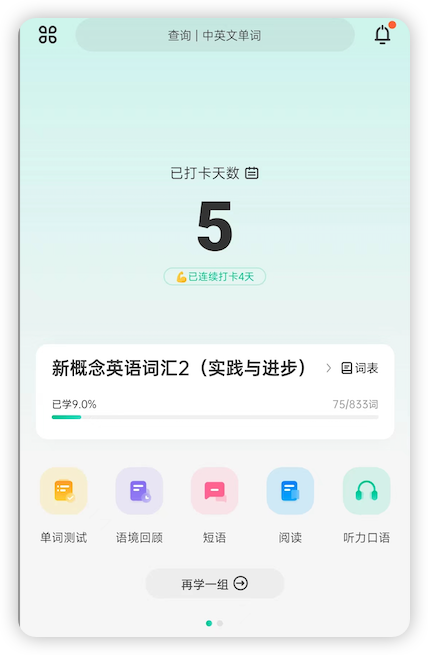 查询 | 中英文单词
已打卡天数
5
💪已连续打卡4天
新概念英语词汇2（实践与进步） > 词表
已学9.0% 75/833词
单词测试 语境回顾 短语 阅读 听力口语
再学一组